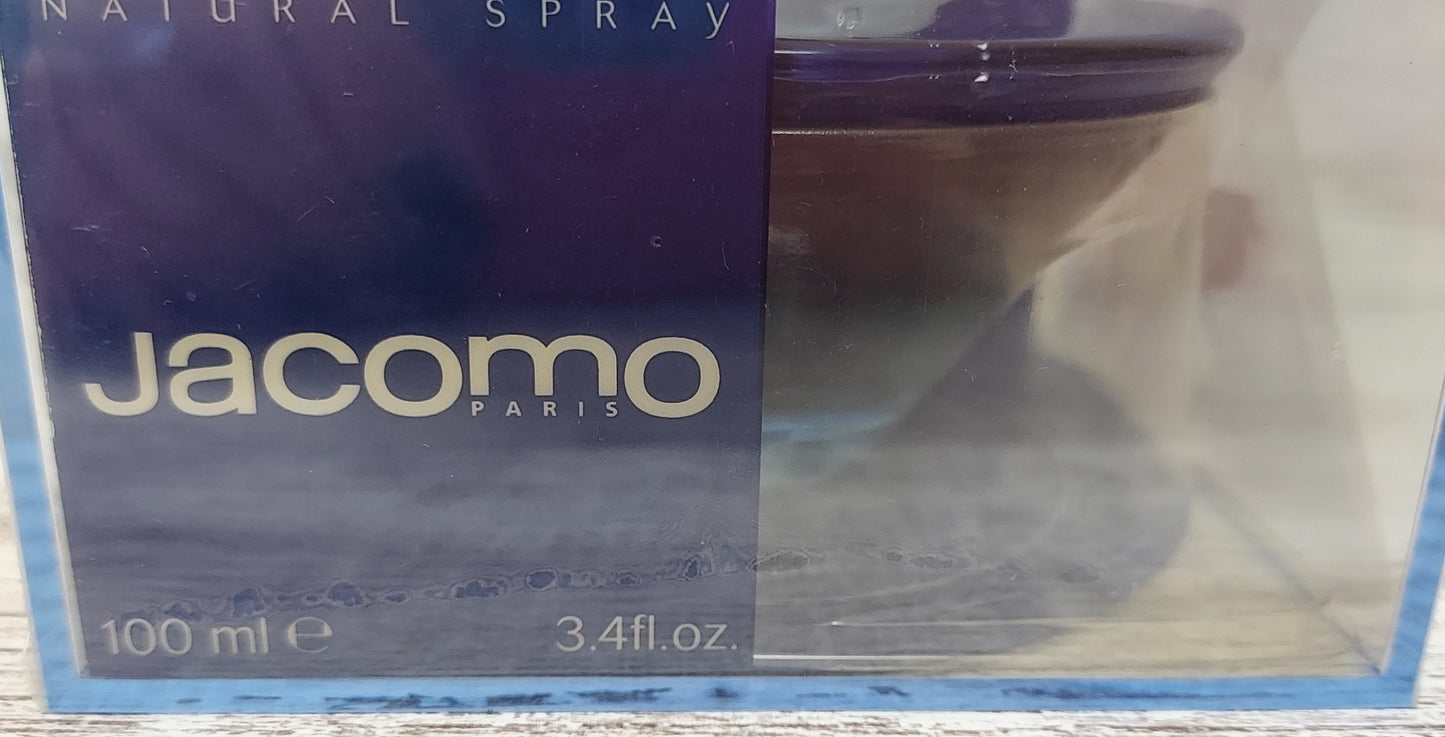 NATURAL SPRAy
Jacomo
PARIS
100 ml ℮ 3.4fl.oz.